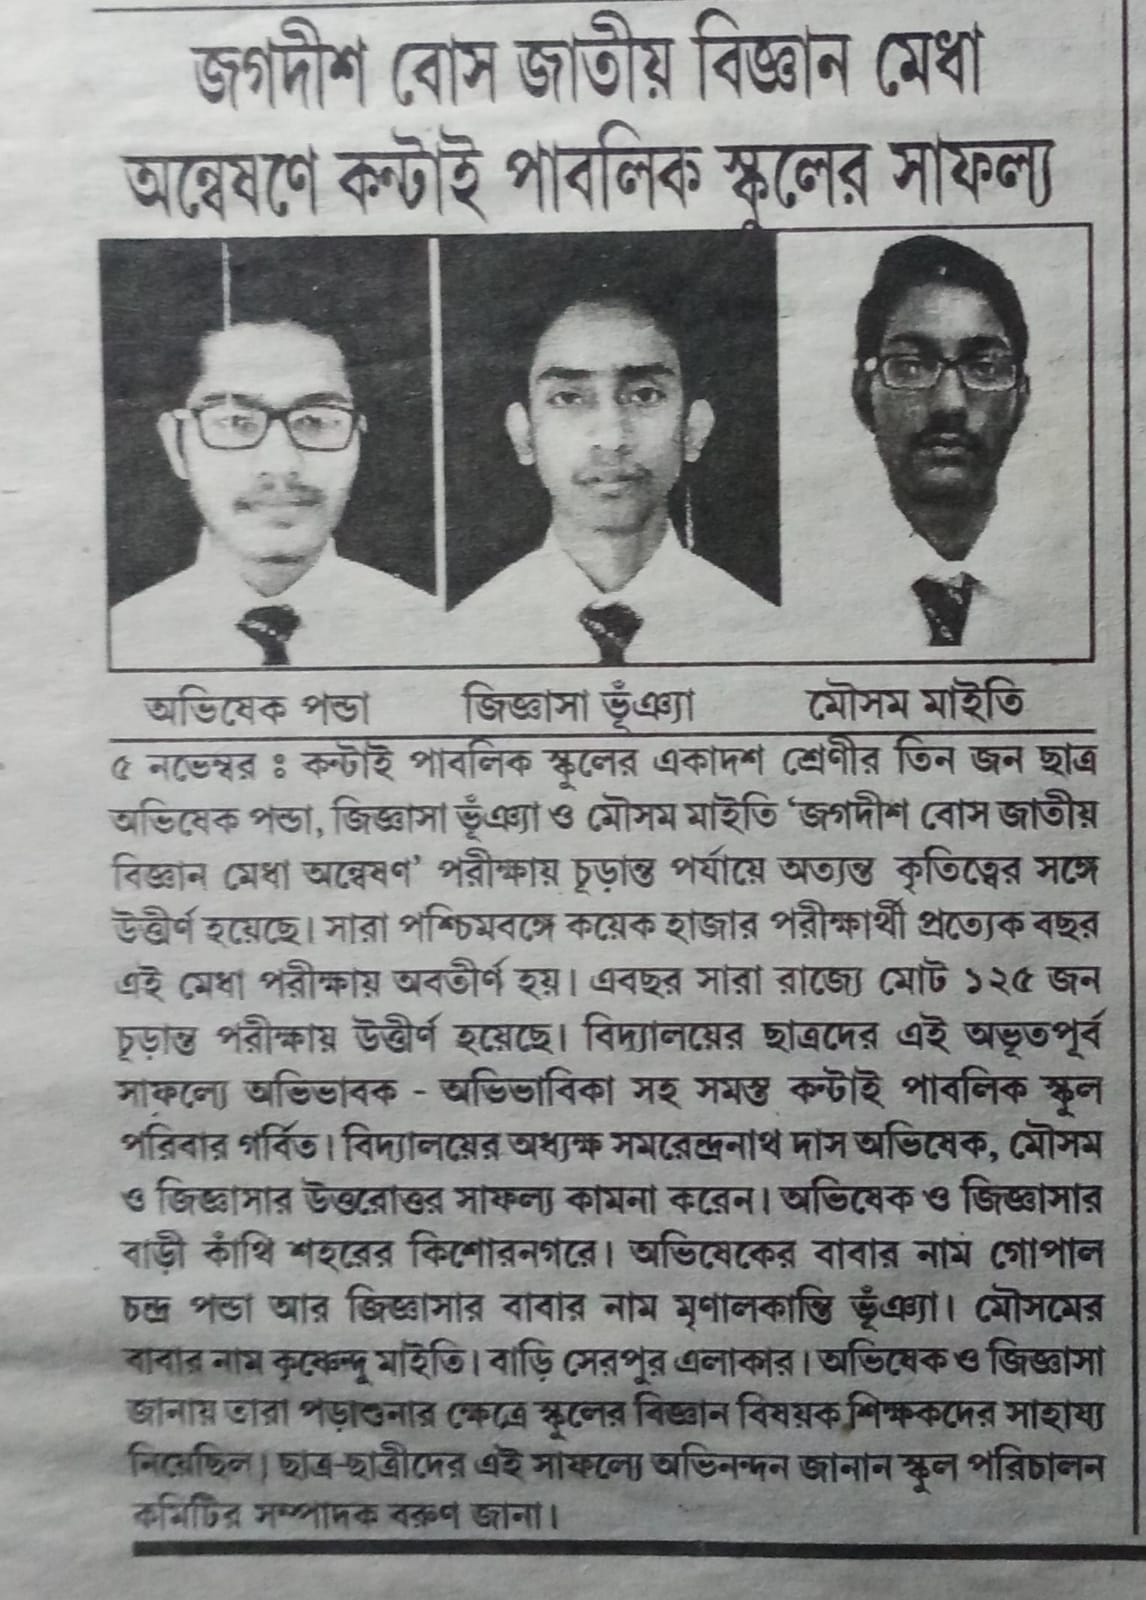 জগদীশ বোস জাতীয় বিজ্ঞান মেধা
অন্বেষণে কন্টাই পাবলিক স্কুলের সাফল্য
অভিষেক পন্ডা জিজ্ঞাসা ভূঁঞ্যা মৌসম মাইতি
৫ নভেম্বর ঃ কন্টাই পাবলিক স্কুলের একাদশ শ্রেণীর তিন জন ছাত্র
অভিষেক পন্ডা, জিজ্ঞাসা ভূঁঞ্যা ও মৌসম মাইতি ‘জগদীশ বোস জাতীয়
বিজ্ঞান মেধা অন্বেষণ’ পরীক্ষায় চূড়ান্ত পর্যায়ে অত্যন্ত কৃতিত্বের সঙ্গে
উত্তীর্ণ হয়েছে। সারা পশ্চিমবঙ্গে কয়েক হাজার পরীক্ষার্থী প্রত্যেক বছর
এই মেধা পরীক্ষায় অবতীর্ণ হয়। এবছর সারা রাজ্যে মোট ১২৫ জন
চূড়ান্ত পরীক্ষায় উত্তীর্ণ হয়েছে। বিদ্যালয়ের ছাত্রদের এই অভূতপূর্ব
সাফল্যে অভিভাবক - অভিভাবিকা সহ সমস্ত কন্টাই পাবলিক স্কুল
পরিবার গর্বিত। বিদ্যালয়ের অধ্যক্ষ সমরেন্দ্রনাথ দাস অভিষেক, মৌসম
ও জিজ্ঞাসার উত্তরোত্তর সাফল্য কামনা করেন। অভিষেক ও জিজ্ঞাসার
বাড়ী কাঁথি শহরের কিশোরনগরে। অভিষেকের বাবার নাম গোপাল
চন্দ্র পন্ডা আর জিজ্ঞাসার বাবার নাম মৃণালকান্তি ভূঁঞ্যা। মৌসমের
বাবার নাম কৃষ্ণেন্দু মাইতি। বাড়ি সেরপুর এলাকার। অভিষেক ও জিজ্ঞাসা
জানায় তারা পড়াশুনার ক্ষেত্রে স্কুলের বিজ্ঞান বিষয়ক শিক্ষকদের সাহায্য
নিয়েছিল। ছাত্র-ছাত্রীদের এই সাফল্যে অভিনন্দন জানান স্কুল পরিচালন
কমিটির সম্পাদক বরুণ জানা।